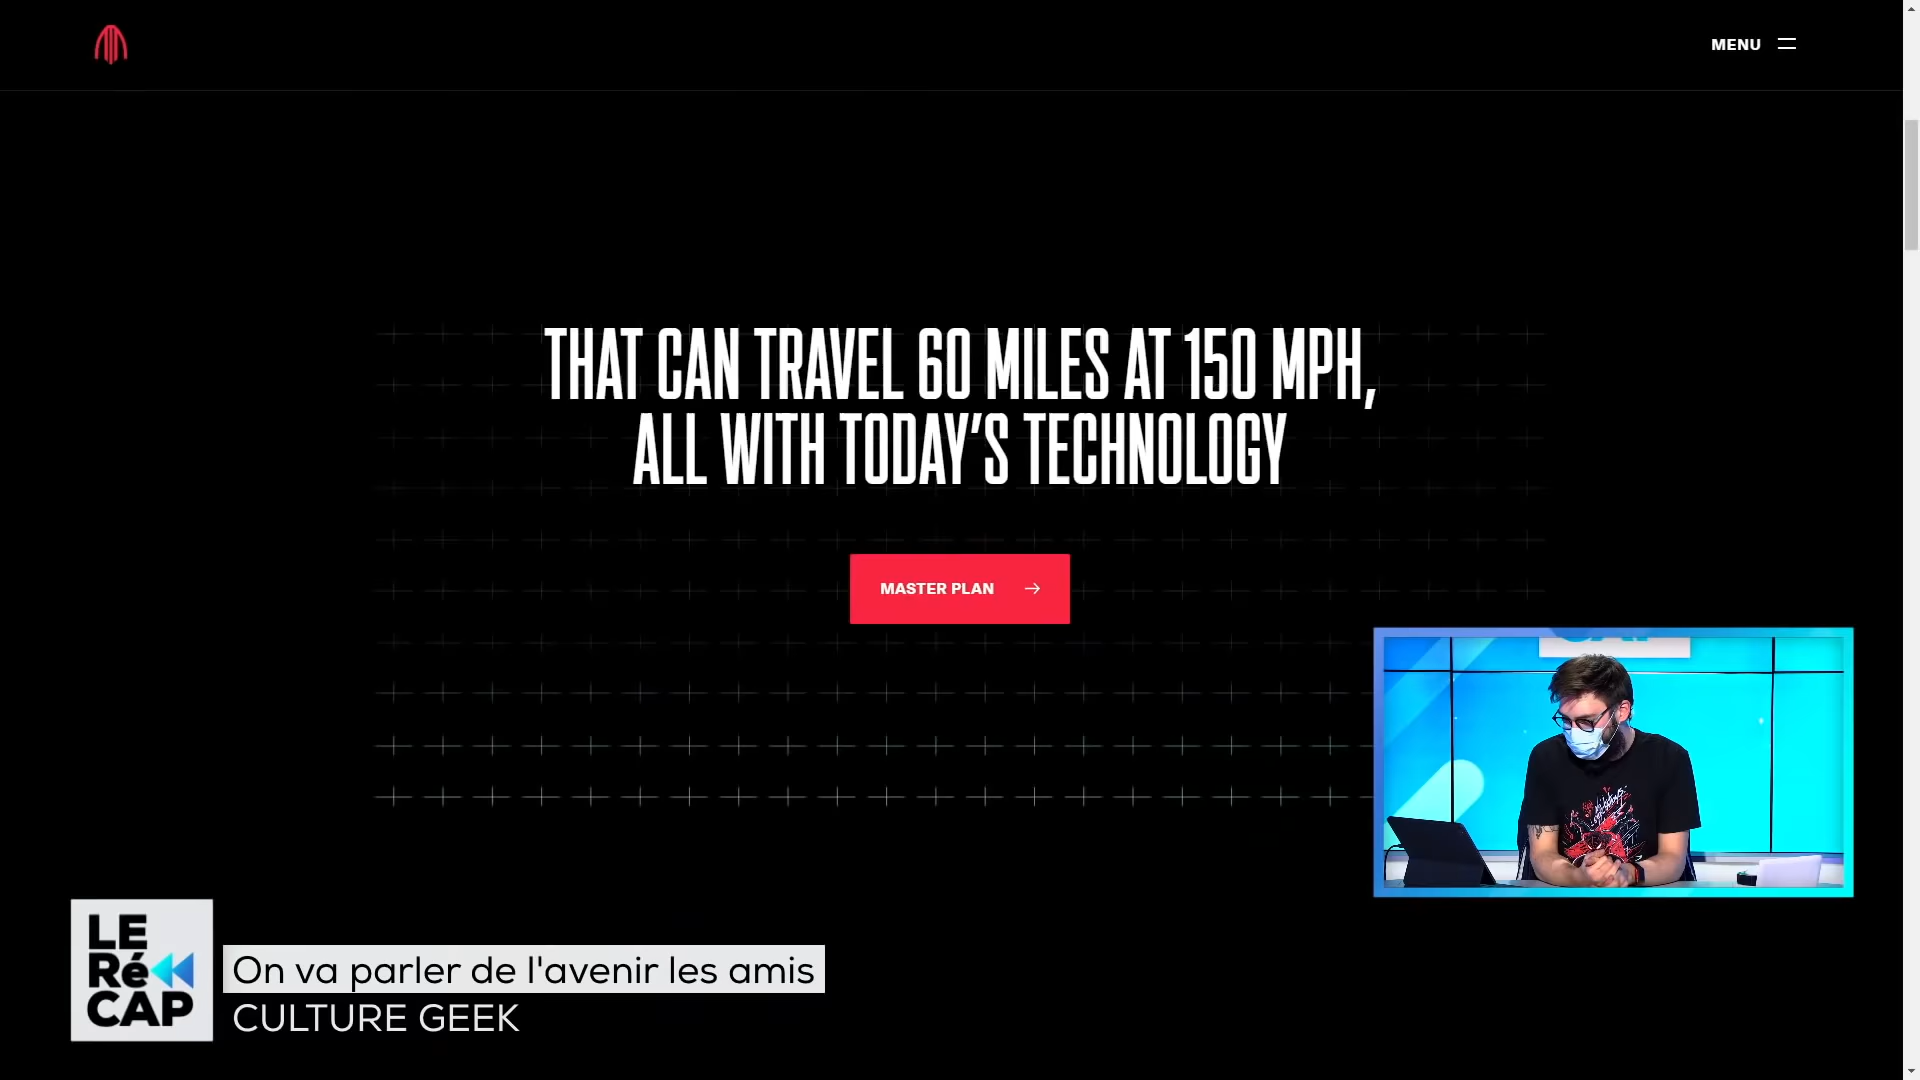 MENU
THAT CAN TRAVEL 60 MILES AT 150 MPH,
ALL WITH TODAY’S TECHNOLOGY
MASTER PLAN
LE
Ré
CAP
On va parler de l'avenir les amis
CULTURE GEEK